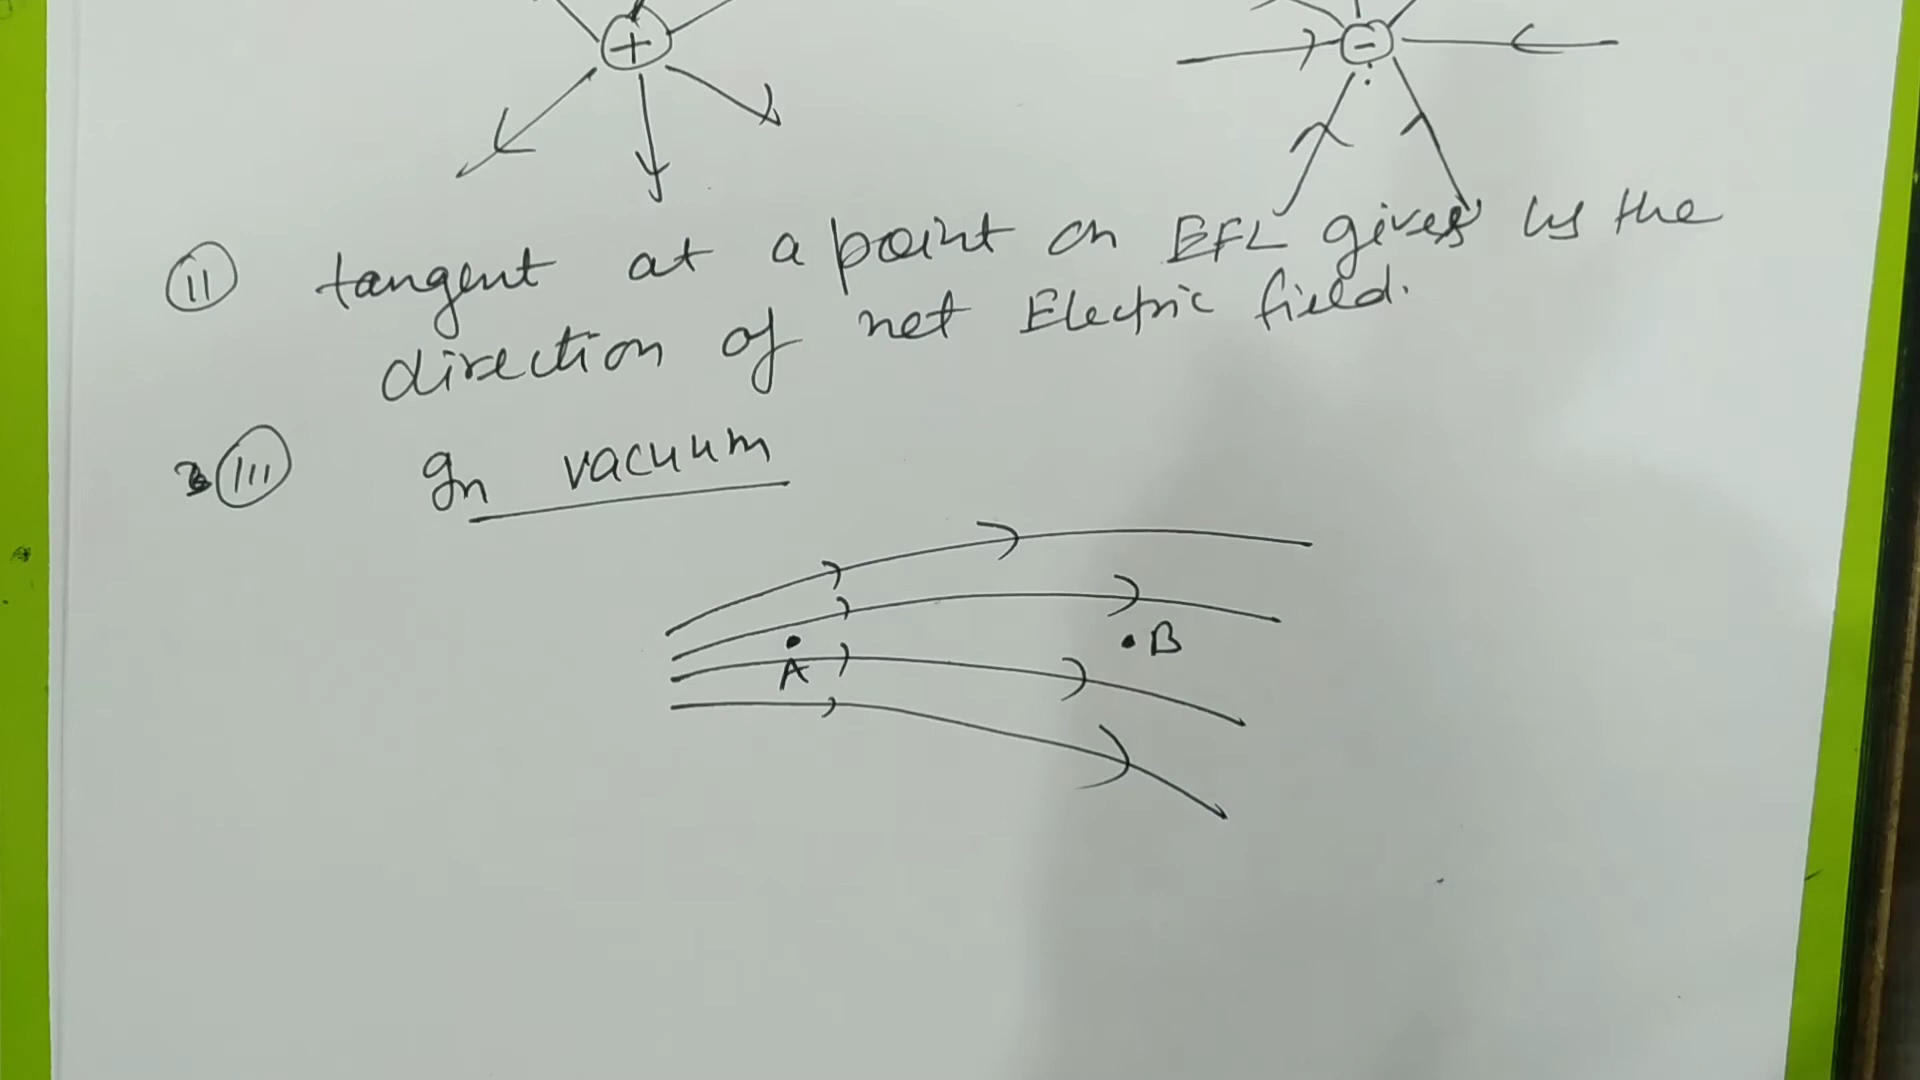 +
-
(ii) tangent at a point on EFL gives us the
direction of net Electric field.
(iii) In vacuum
A
B